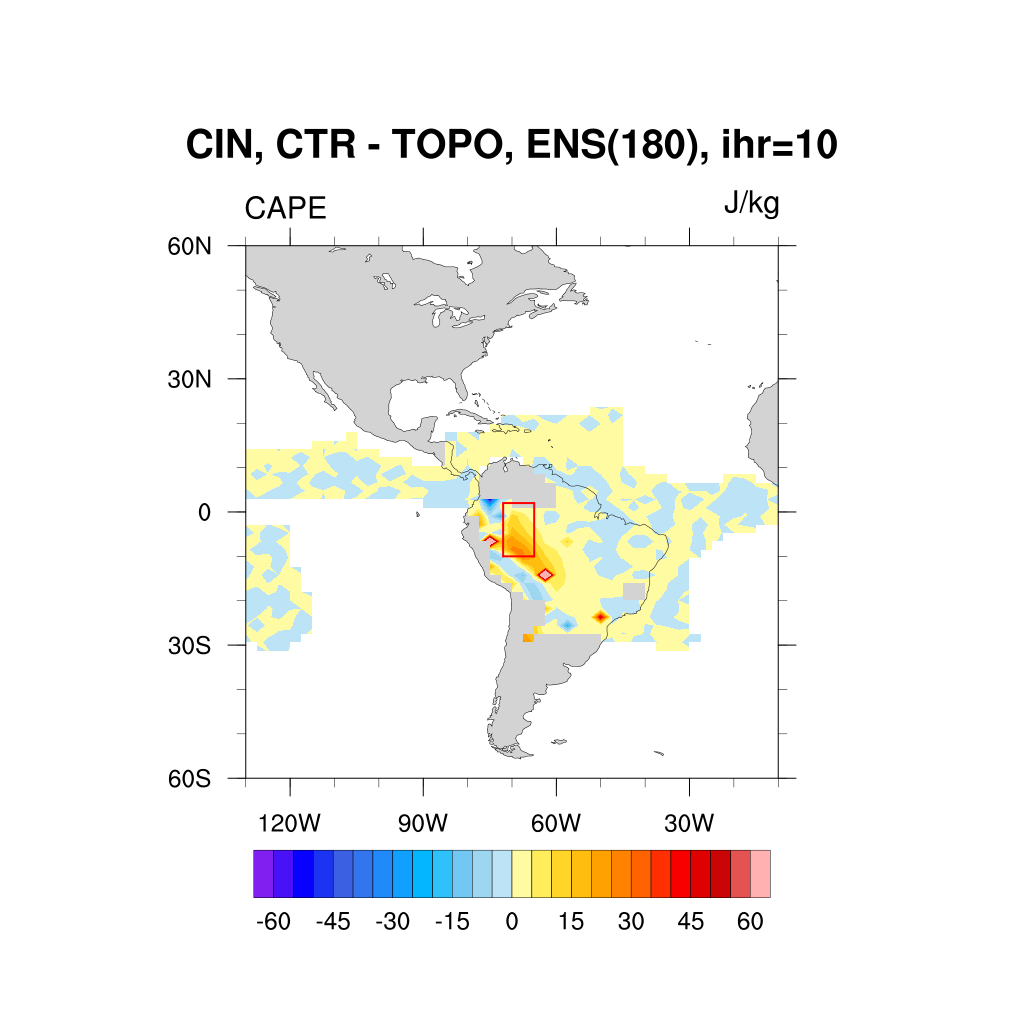 CIN, CTR - TOPO, ENS(180), ihr=10
CAPE J/kg
60N
30N
0
30S
60S
120W 90W 60W 30W
-60 -45 -30 -15 0 15 30 45 60